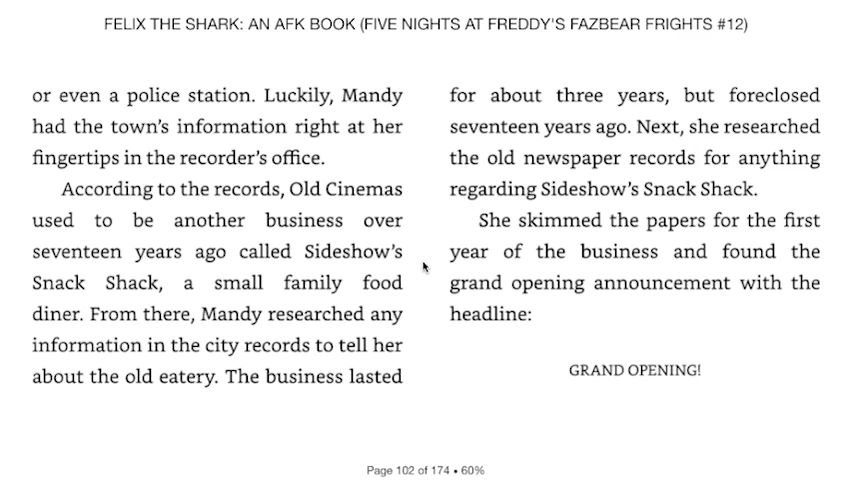 FELIX THE SHARK: AN AFK BOOK (FIVE NIGHTS AT FREDDY'S FAZBEAR FRIGHTS #12)
or even a police station. Luckily, Mandy
had the town's information right at her
fingertips in the recorder's office.
According to the records, Old Cinemas
used to be another business over
seventeen years ago called Sideshow's
Snack Shack, a small family food
diner. From there, Mandy researched any
information in the city records to tell her
about the old eatery. The business lasted
for about three years, but foreclosed
seventeen years ago. Next, she researched
the old newspaper records for anything
regarding Sideshow's Snack Shack.
She skimmed the papers for the first
year of the business and found the
grand opening announcement with the
headline:
GRAND OPENING!
Page 102 of 174 • 60%